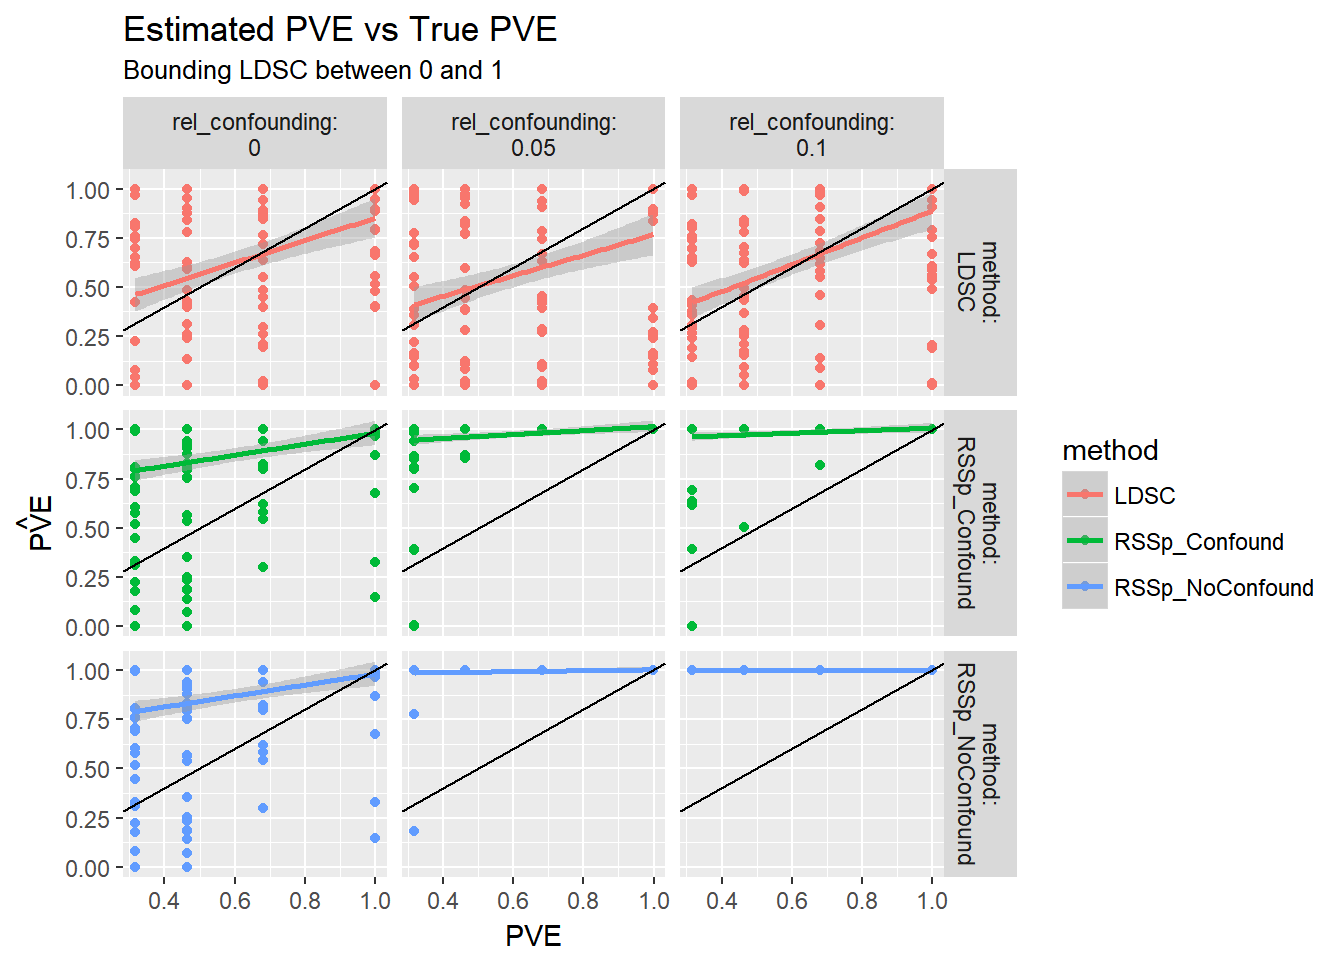 Estimated PVE vs True PVE
Bounding LDSC between 0 and 1
rel_confounding:
0
rel_confounding:
0.05
rel_confounding:
0.1
1.00
0.75
0.50
0.25
0.00
method:
LDSC
1.00
0.75
0.50
0.25
0.00
method:
RSSp_Confound
1.00
0.75
0.50
0.25
0.00
method:
RSSp_NoConfound
0.4 0.6 0.8 1.0
0.4 0.6 0.8 1.0
0.4 0.6 0.8 1.0
PVE
PV̂E
method
LDSC
RSSp_Confound
RSSp_NoConfound